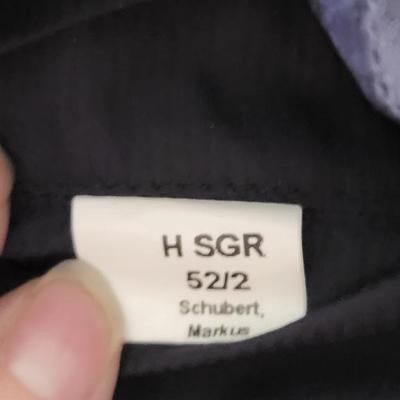 H SGR
52/2
Schubert,
Markus